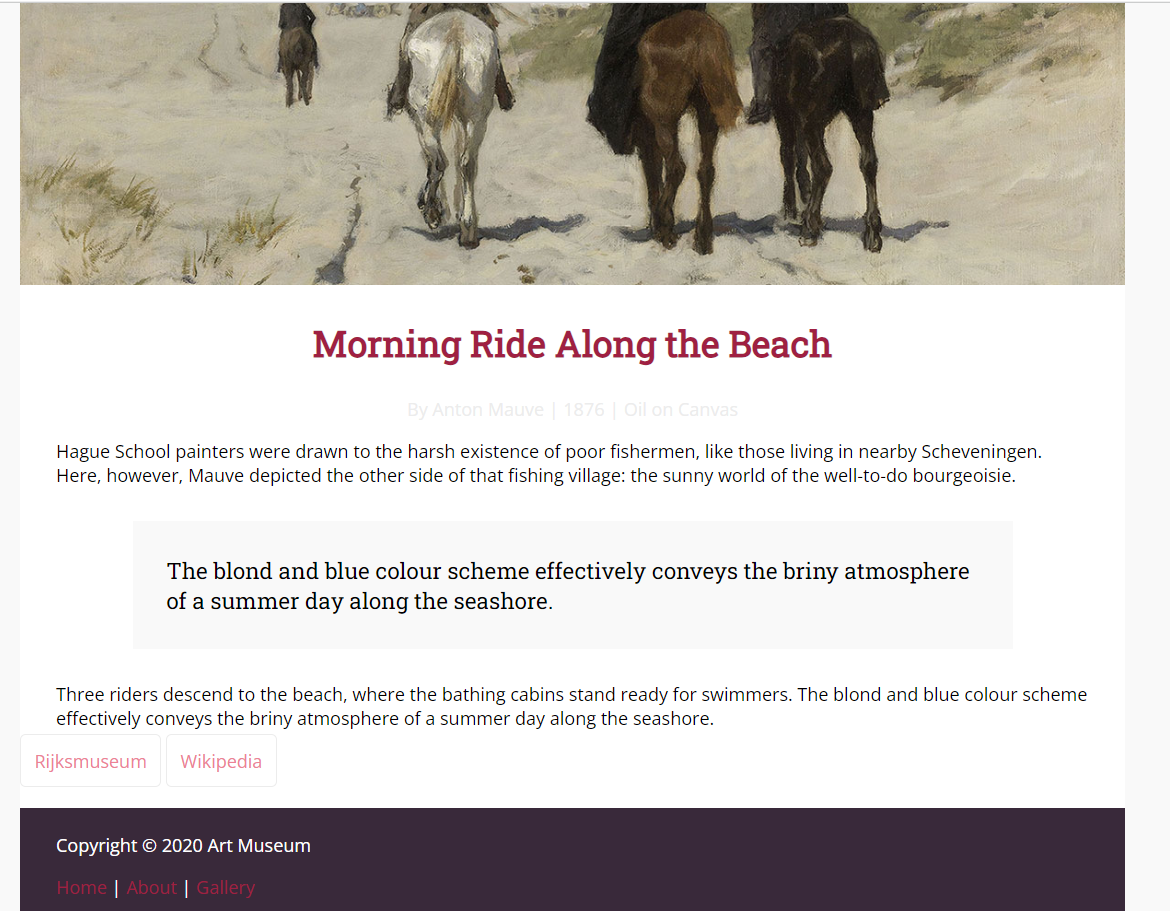 Morning Ride Along the Beach
By Anton Mauve | 1876 | Oil on Canvas
Hague School painters were drawn to the harsh existence of poor fishermen, like those living in nearby Scheveningen.
Here, however, Mauve depicted the other side of that fishing village: the sunny world of the well-to-do bourgeoisie.
The blond and blue colour scheme effectively conveys the briny atmosphere
of a summer day along the seashore.
Three riders descend to the beach, where the bathing cabins stand ready for swimmers. The blond and blue colour scheme
effectively conveys the briny atmosphere of a summer day along the seashore.
Rijksmuseum Wikipedia
Copyright © 2020 Art Museum
Home | About | Gallery